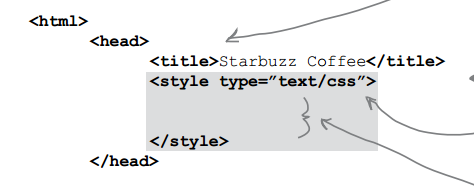 <html>
<head>
<title>Starbuzz Coffee</title>
<style type=”text/css”>
</style>
</head>